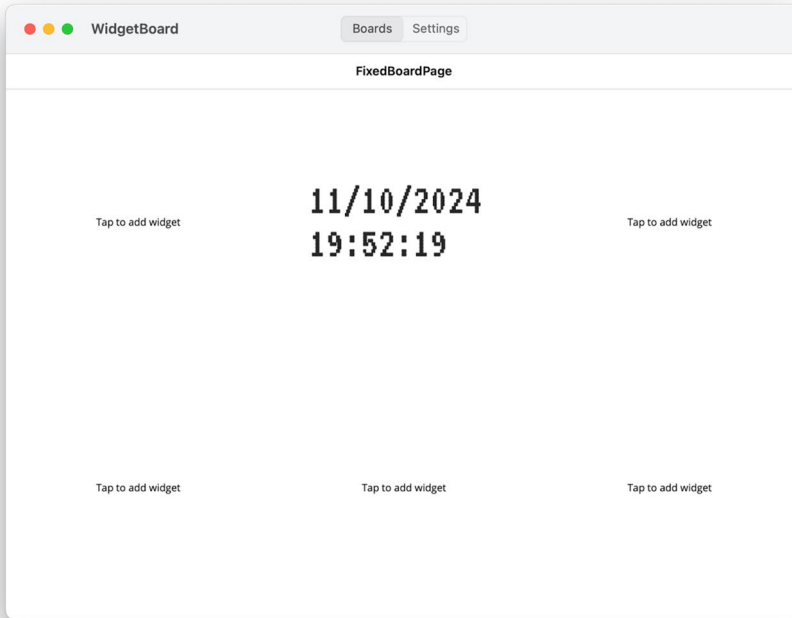 WidgetBoard
Boards Settings
FixedBoardPage
Tap to add widget
11/10/2024
19:52:19
Tap to add widget
Tap to add widget
Tap to add widget
Tap to add widget